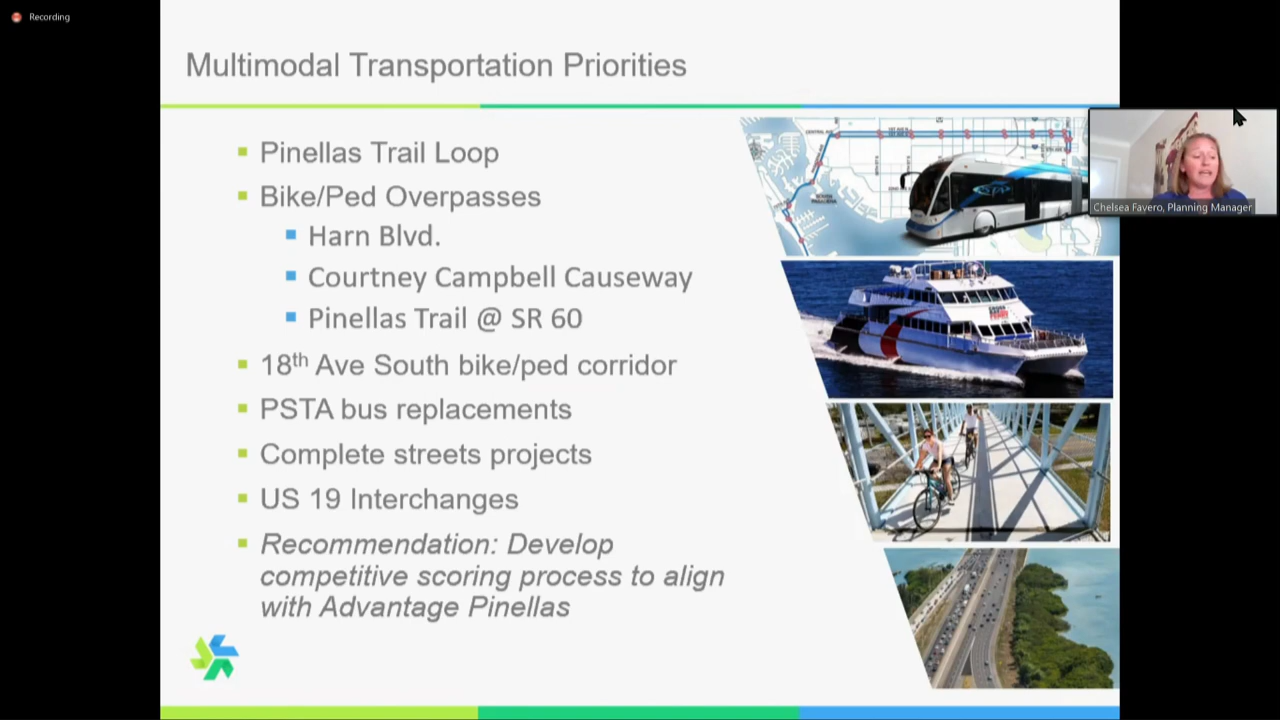 Recording
Multimodal Transportation Priorities
Pinellas Trail Loop
Bike/Ped Overpasses
Harn Blvd.
Courtney Campbell Causeway
Pinellas Trail @ SR 60
18th Ave South bike/ped corridor
PSTA bus replacements
Complete streets projects
US 19 Interchanges
Recommendation: Develop
competitive scoring process to align
with Advantage Pinellas
Chelsea Favero, Planning Manager